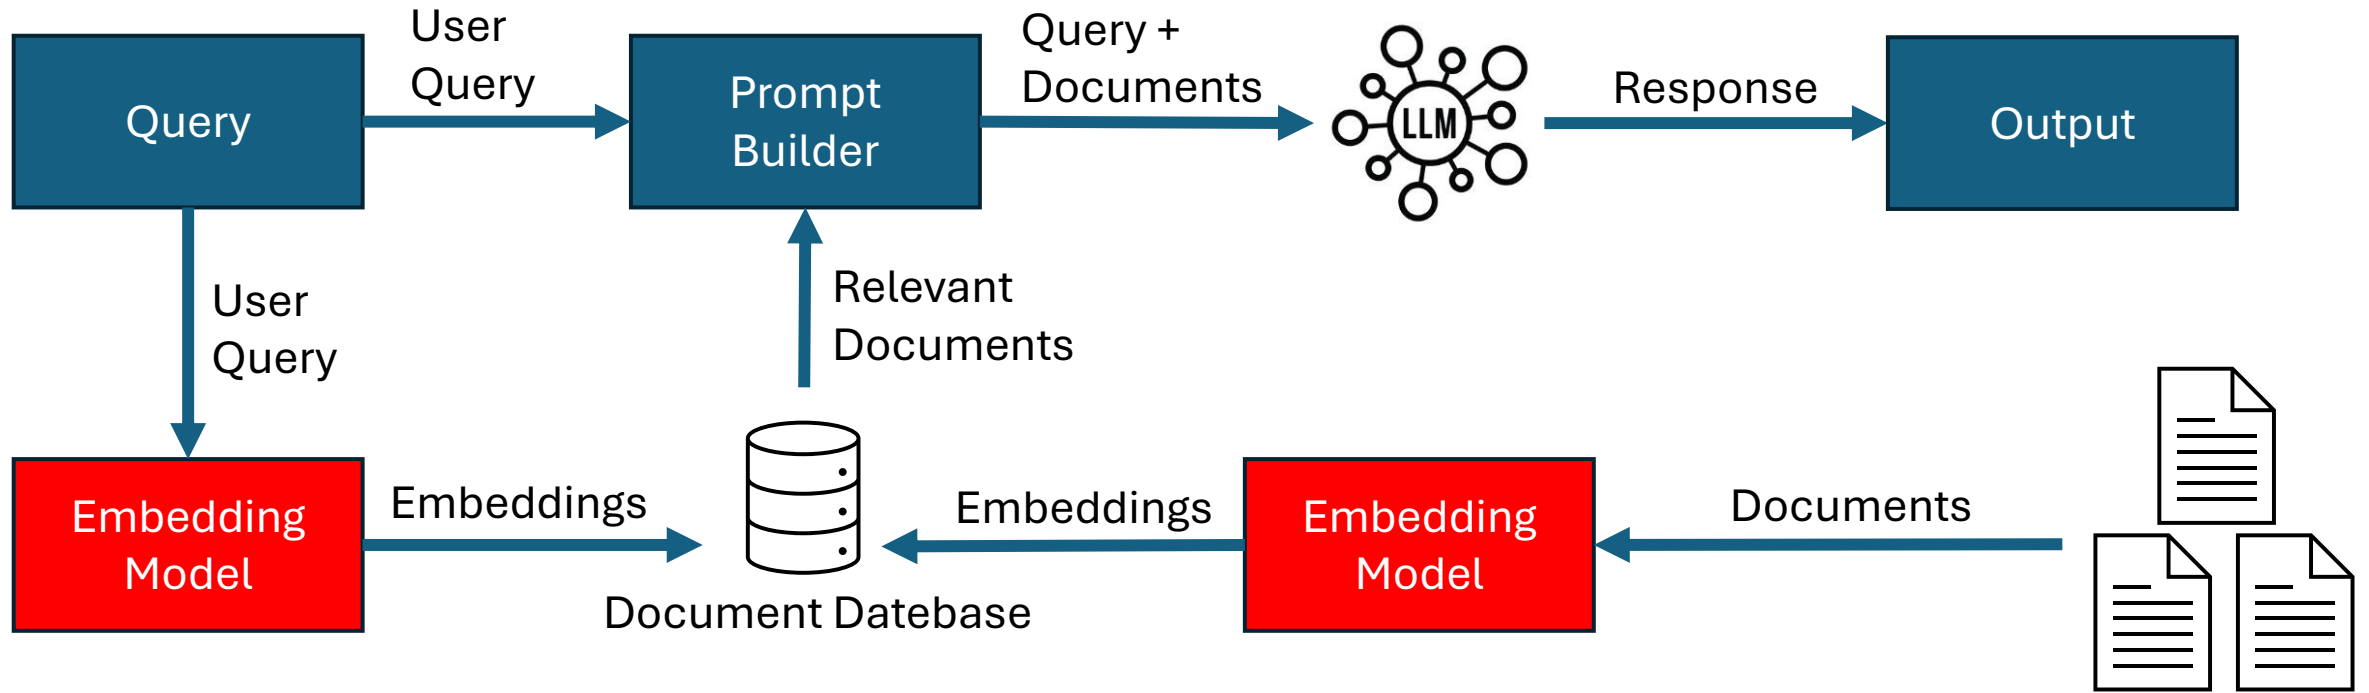 User
Query
Query +
Documents
Query
Prompt
Builder
LLM
Response
Output
User
Query
Relevant
Documents
Embedding
Model
Embeddings
Document Datebase
Embeddings
Embedding
Model
Documents